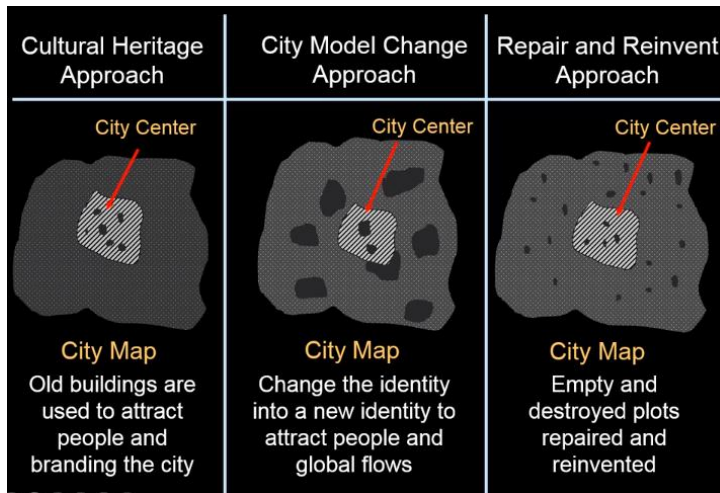 Cultural Heritage
Approach
City Center
City Map
Old buildings are
used to attract
people and
branding the city
City Model Change
Approach
City Center
City Map
Change the identity
into a new identity to
attract people and
global flows
Repair and Reinvent
Approach
City Center
City Map
Empty and
destroyed plots
repaired and
reinvented